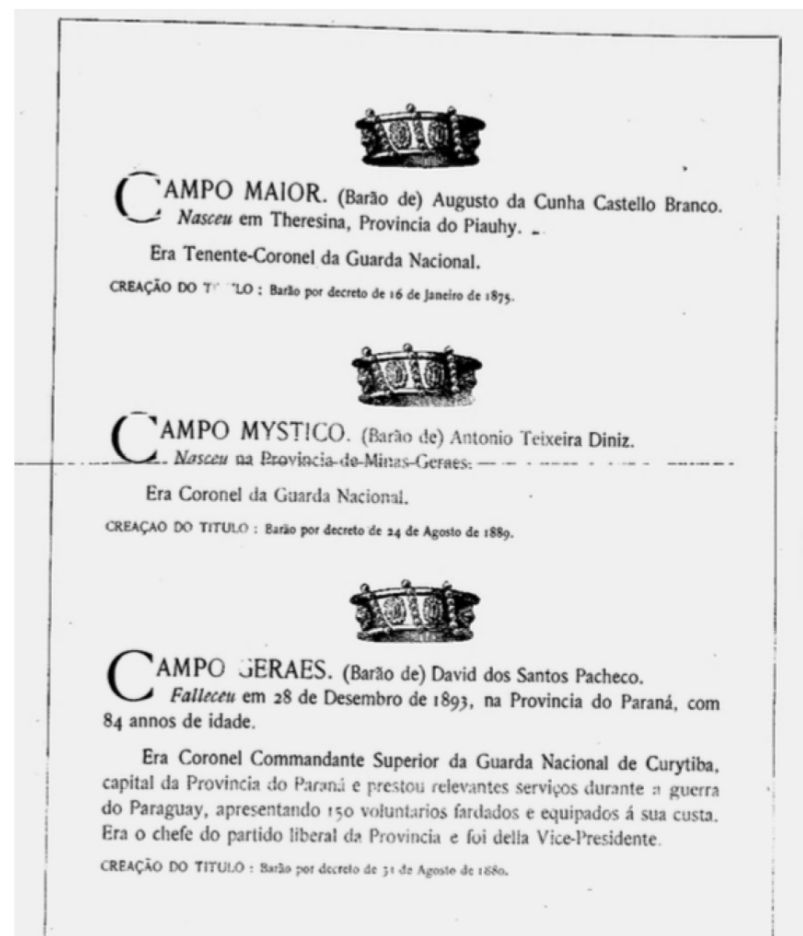 CAMPO MAIOR. (Barão de) Augusto da Cunha Castello Branco.
Nasceu em Theresina, Provincia do Piauhy.
Era Tenente-Coronel da Guarda Nacional.
CREAÇÃO DO T LO : Barão por decreto de 16 de Janeiro de 1875.
CAMPO MYSTICO. (Barão de) Antonio Teixeira Diniz.
Nasceu na Provincia de Minas-Geraes.
Era Coronel da Guarda Nacional.
CREAÇÃO DO TITULO : Barão por decreto de 24 de Agosto de 1889.
CAMPO GERAES. (Barão de) David dos Santos Pacheco.
Falleceu em 28 de Desembro de 1893, na Provincia do Paraná, com
84 annos de idade.
Era Coronel Commandante Superior da Guarda Nacional de Curytiba,
capital da Provincia do Paraná e prestou relevantes serviços durante a guerra
do Paraguay, apresentando 150 voluntarios fardados e equipados á sua custa.
Era o chefe do partido liberal da Provincia e foi della Vice-Presidente.
CREAÇÃO DO TITULO : Barão por decreto de 31 de Agosto de 1880.